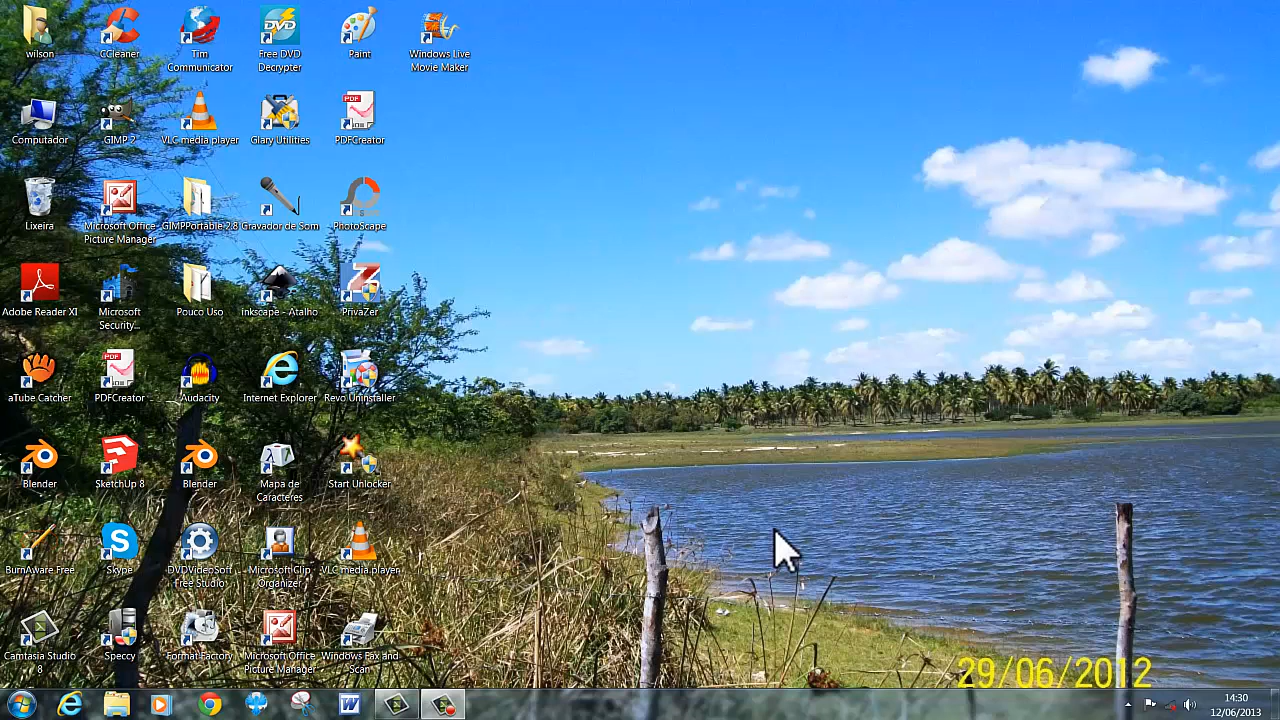 wilson
CCleaner
Tim
Communicator
Free DVD
Decrypter
Paint
Windows Live
Movie Maker
Computador
GIMP 2
VLC media player
Glary Utilities
PDFCreator
Lixeira
Microsoft Office
Picture Manager
GIMPPortable 2.8
Gravador de Som
PhotoScape
Adobe Reader XI
Microsoft
Security...
Pouco Uso
inkscape - Atalho
PrivaZer
aTube Catcher
PDFCreator
Audacity
Internet Explorer
Revo Uninstaller
Blender
SketchUp 8
Blender
Mapa de
Caracteres
Start Unlocker
BurnAware Free
Skype
DVDVideoSoft
Free Studio
Microsoft Clip
Organizer
VLC media player
Camtasia Studio
8
Speccy
Format Factory
Microsoft Office
Picture Manager
Windows Fax and
Scan
29/06/2012
14:30
12/06/2013